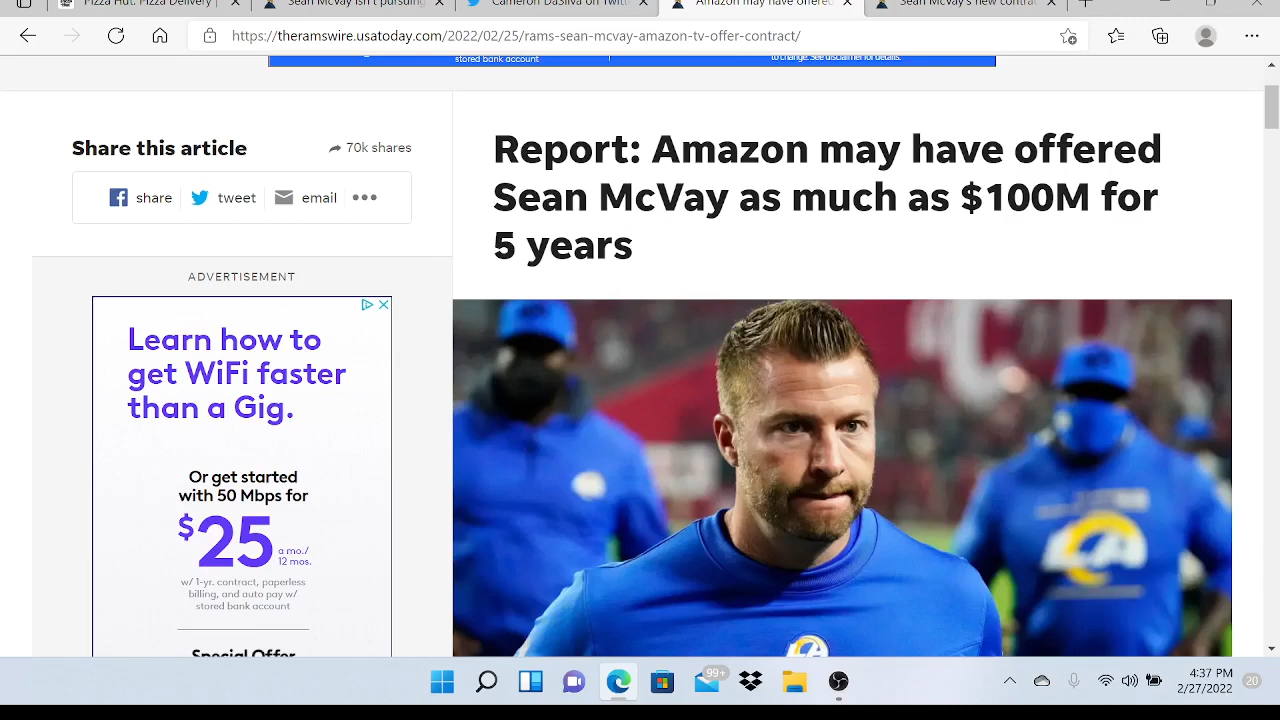 Pizza Hut: Pizza Delivery |
Sean McVay isn't pursuing
Cameron DaSilva on Twitt
Amazon may have offered
Sean McVay's new contrac
https://theramswire.usatoday.com/2022/02/25/rams-sean-mcvay-amazon-tv-offer-contract/
stored bank account
to change. See disclaimer for details.
Share this article
70k shares
share
tweet
email
Report: Amazon may have offered
Sean McVay as much as $100M for
5 years
ADVERTISEMENT
Learn how to
get WiFi faster
than a Gig.
Or get started
with 50 Mbps for
$25
a mo./
12 mos.
w/ 1-yr. contract, paperless
billing, and auto pay w/
stored bank account
Special Offer
99+
4:37 PM
2/27/2022
20